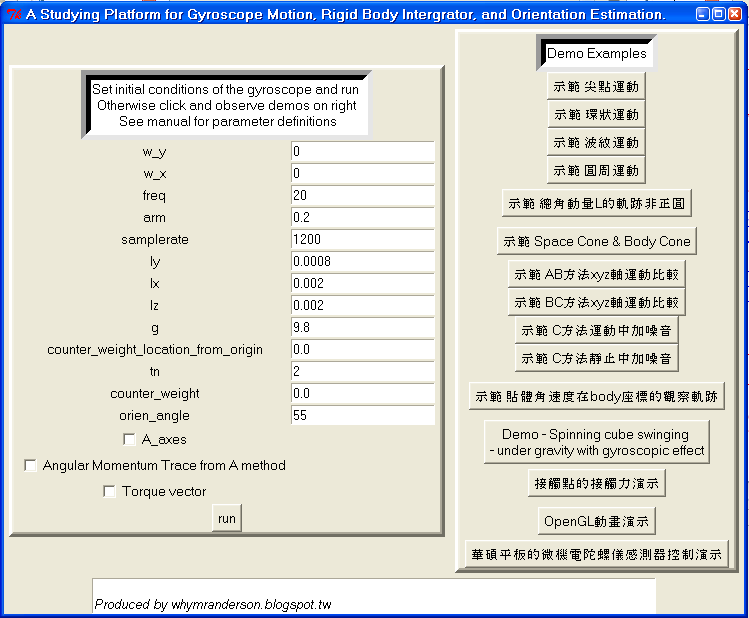 A Studying Platform for Gyroscope Motion, Rigid Body Intergrator, and Orientation Estimation.
Set initial conditions of the gyroscope and run
Otherwise click and observe demos on right
See manual for parameter definitions
w_y 0
w_x 0
freq 20
arm 0.2
samplerate 1200
Iy 0.0008
Ix 0.002
Iz 0.002
g 9.8
counter_weight_location_from_origin 0.0
tn 2
counter_weight 0.0
orien_angle 55
A_axes
Angular Momentum Trace from A method
Torque vector
run
Demo Examples
示範 尖點運動
示範 環狀運動
示範 波紋運動
示範 圓周運動
示範 總角動量L的軌跡非正圓
示範 Space Cone & Body Cone
示範 AB方法xyz軸運動比較
示範 BC方法xyz軸運動比較
示範 C方法運動中加噪音
示範 C方法靜止中加噪音
示範 貼體角速度在body座標的觀察軌跡
Demo - Spinning cube swinging
- under gravity with gyroscopic effect
接觸點的接觸力演示
OpenGL動畫演示
華碩平板的微機電陀螺儀感測器控制演示
Produced by whymranderson.blogspot.tw